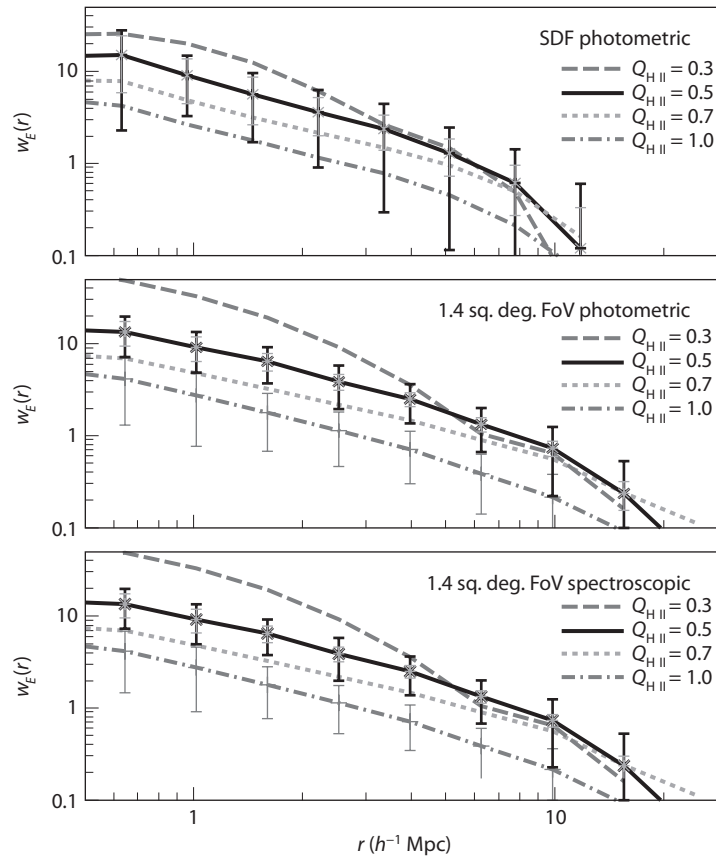 SDF photometric
Q_H II = 0.3
Q_H II = 0.5
Q_H II = 0.7
Q_H II = 1.0
10
1
0.1
w_E(r)
1.4 sq. deg. FoV photometric
Q_H II = 0.3
Q_H II = 0.5
Q_H II = 0.7
Q_H II = 1.0
10
1
0.1
w_E(r)
1.4 sq. deg. FoV spectroscopic
Q_H II = 0.3
Q_H II = 0.5
Q_H II = 0.7
Q_H II = 1.0
10
1
0.1
w_E(r)
1 10
r (h⁻¹ Mpc)